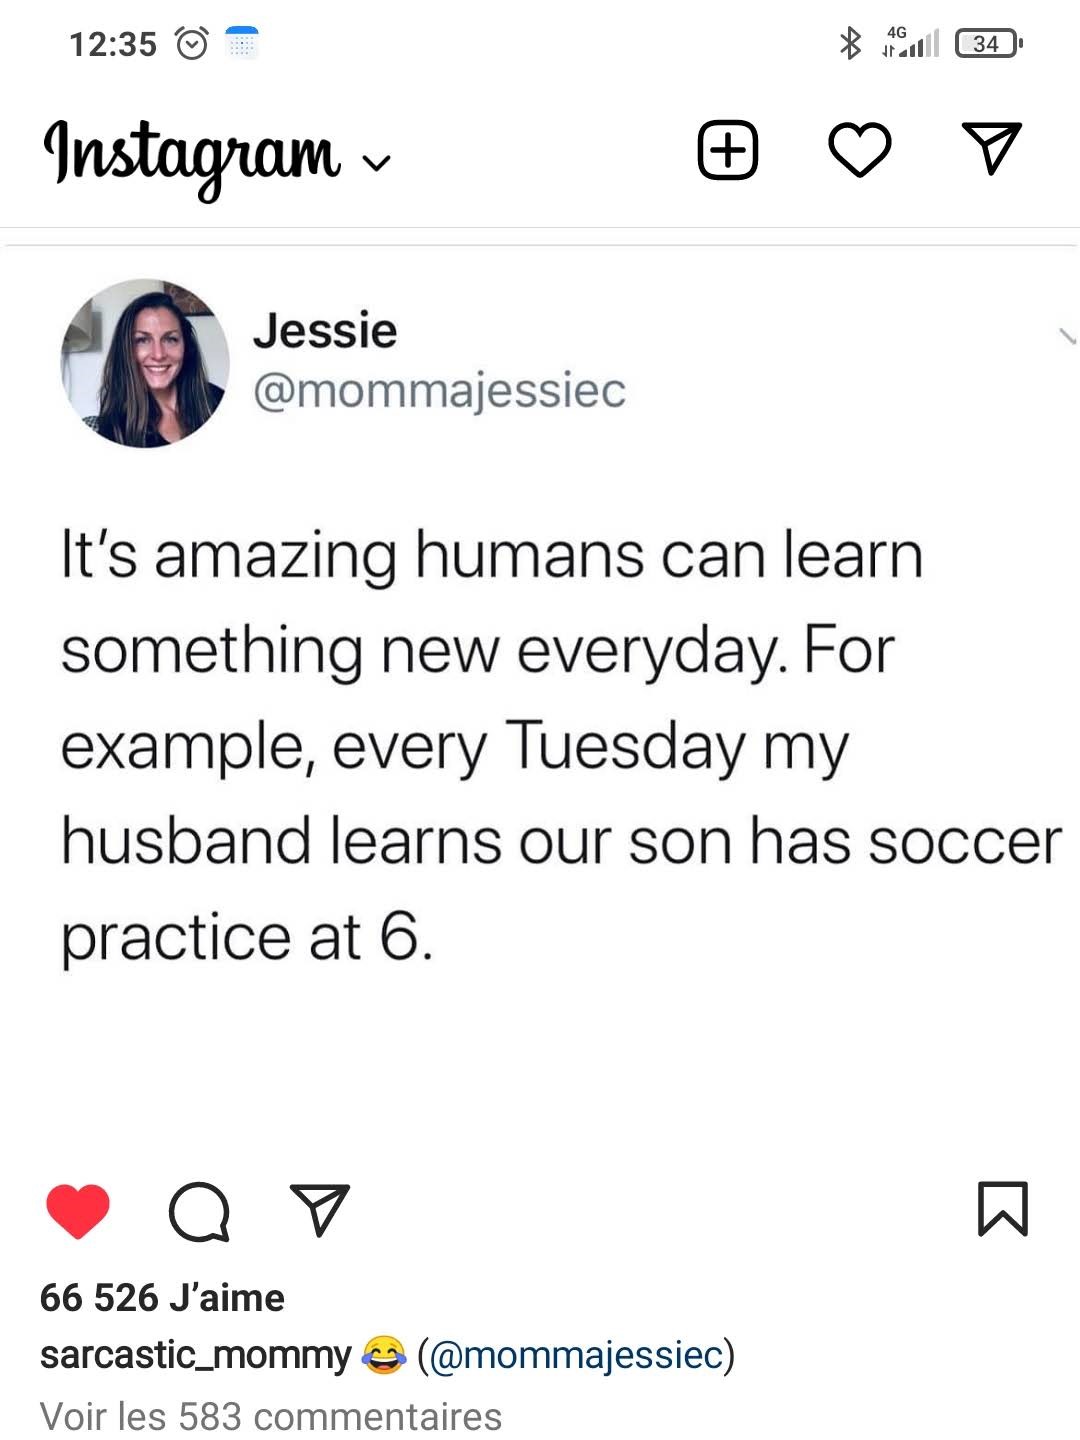 12:35
4G
34
Instagram
Jessie
@mommajessiec
It's amazing humans can learn
something new everyday. For
example, every Tuesday my
husband learns our son has soccer
practice at 6.
66 526 J'aime
sarcastic_mommy 😂 (@mommajessiec)
Voir les 583 commentaires